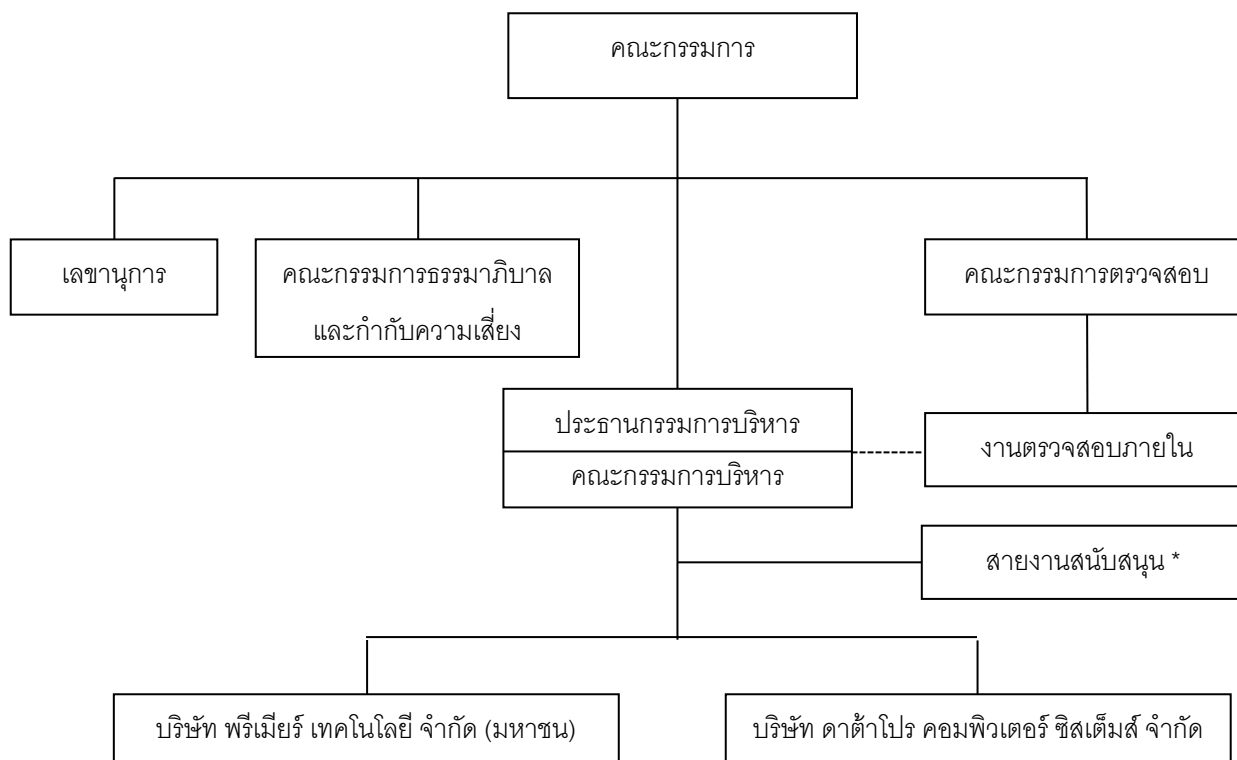 คณะกรรมการ
เลขานุการ
คณะกรรมการธรรมาภิบาล
และกำกับความเสี่ยง
คณะกรรมการตรวจสอบ
ประธานกรรมการบริหาร
คณะกรรมการบริหาร
งานตรวจสอบภายใน
สายงานสนับสนุน *
บริษัท พรีเมียร์ เทคโนโลยี จำกัด (มหาชน)
บริษัท ดาต้าโปร คอมพิวเตอร์ ซิสเต็มส์ จำกัด